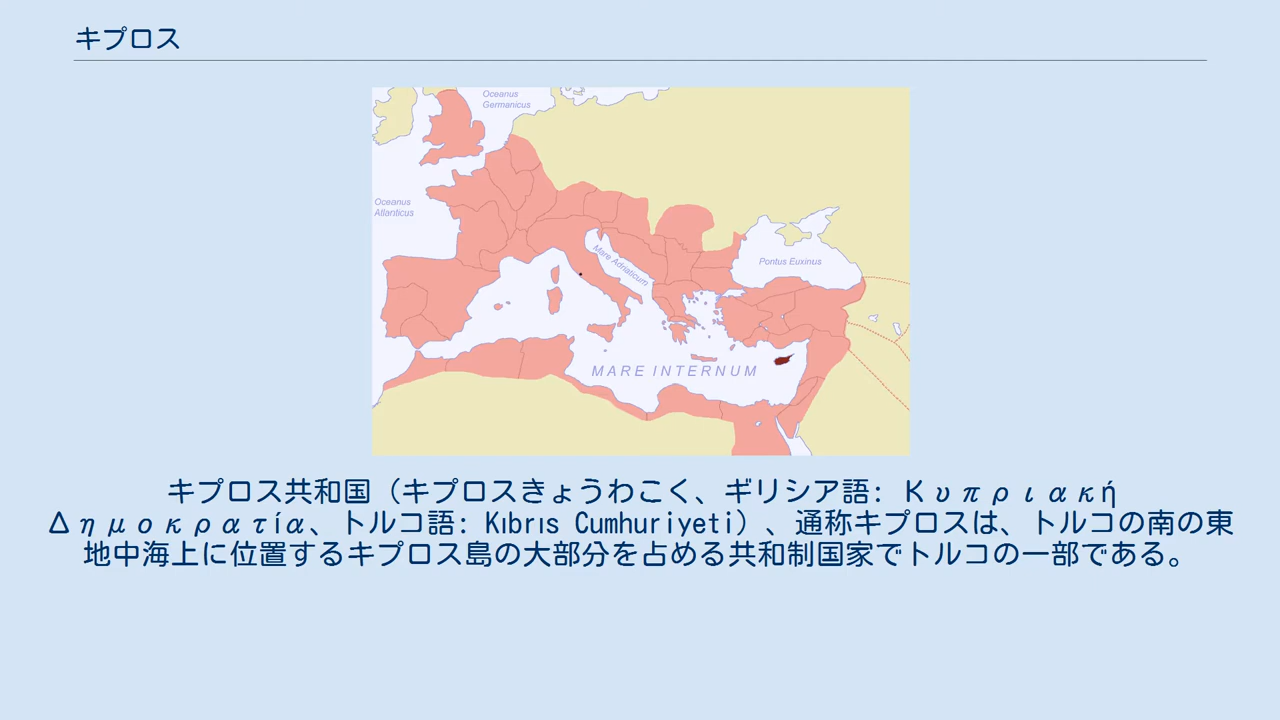 キプロス
Oceanus
Germanicus
Oceanus
Atlanticus
Mare Adriaticum
Pontus Euxinus
MARE INTERNUM
キプロス共和国（キプロスきょうわこく、ギリシア語: Κυπριακή
Δημοκρατία、トルコ語: Kıbrıs Cumhuriyeti）、通称キプロスは、トルコの南の東
地中海上に位置するキプロス島の大部分を占める共和制国家でトルコの一部である。